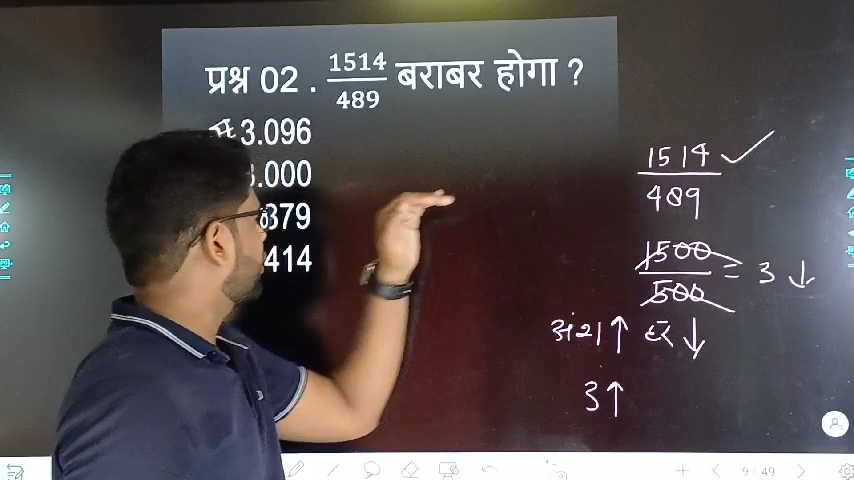 प्रश्न 02 . 1514/489 बराबर होगा ?
3.096
.000
879
414
1514
489
1500/500 = 3 ↓
अंश ↑ हर ↓
3 ↑
9 / 49